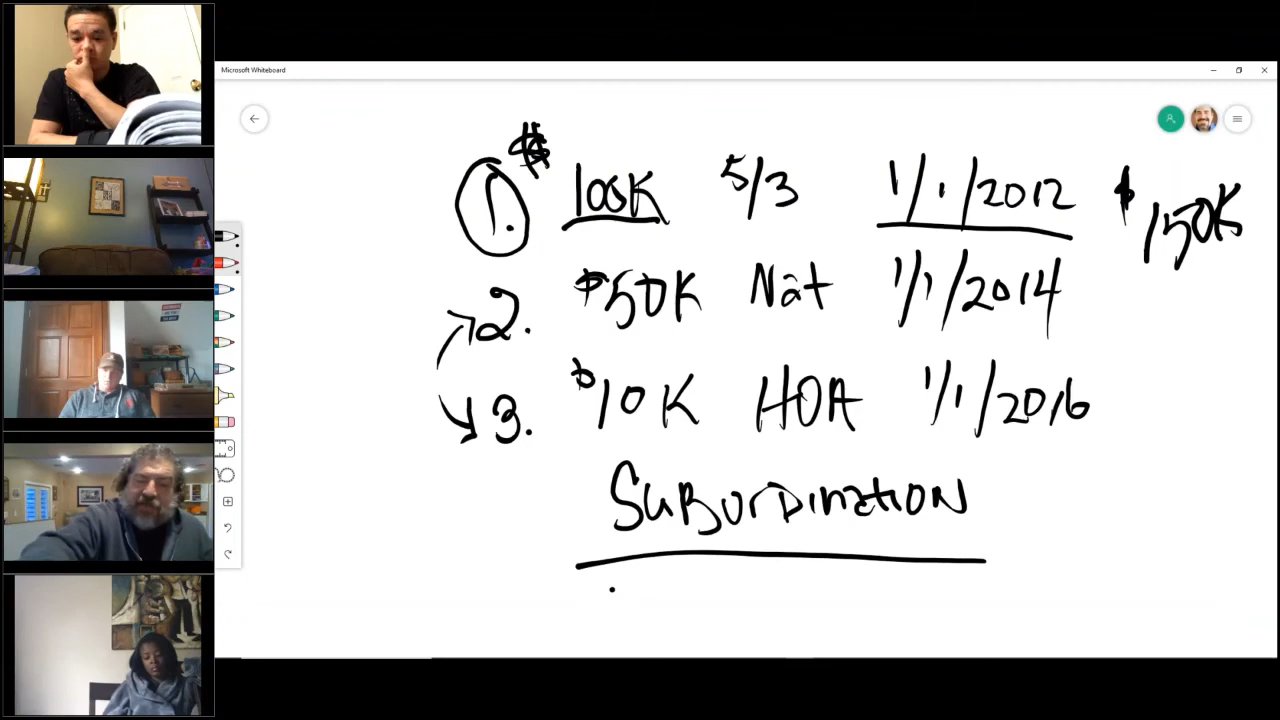 Microsoft Whiteboard
1. $ 100K 5/3 1/1/2012 $150K
2. $50K Nat 1/1/2014
3. $10K HOA 1/1/2016
SUBORDINATION